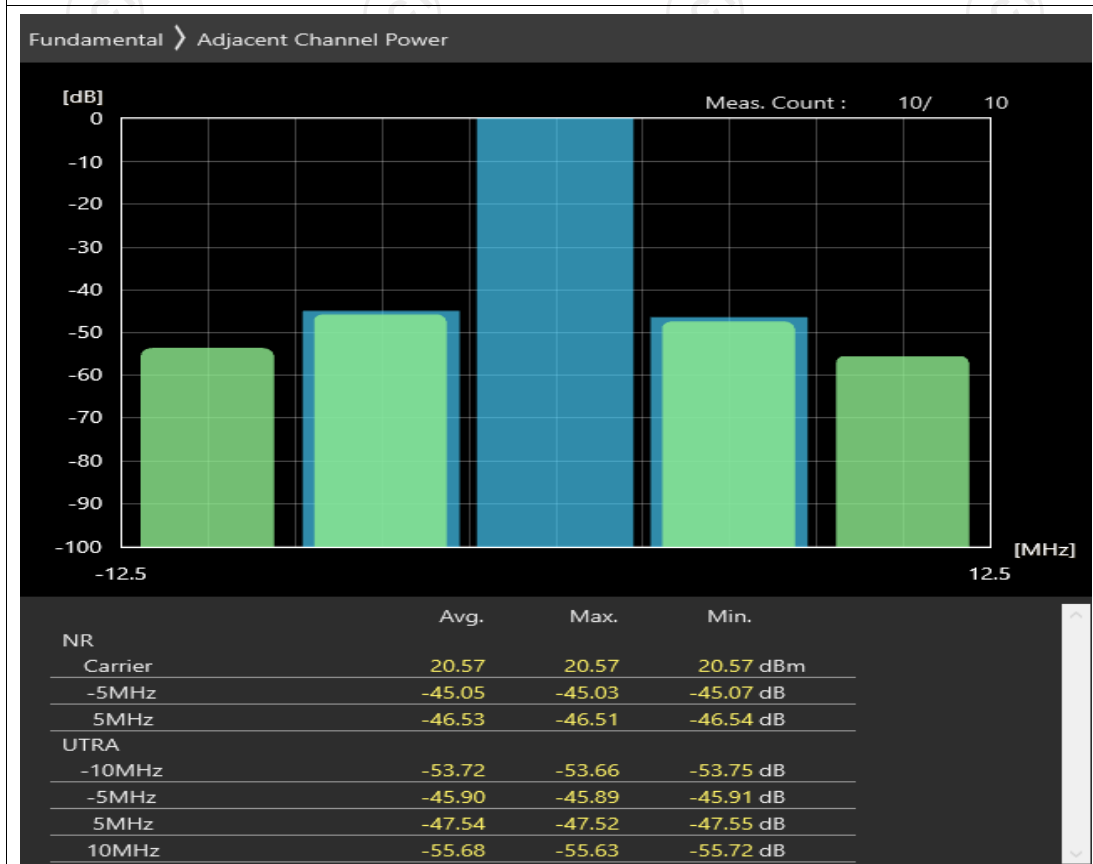 Fundamental ❯ Adjacent Channel Power
[dB]
Meas. Count : 10/ 10
0
-10
-20
-30
-40
-50
-60
-70
-80
-90
-100
[MHz]
-12.5 12.5
Avg. Max. Min.
NR
Carrier 20.57 20.57 20.57 dBm
-5MHz -45.05 -45.03 -45.07 dB
5MHz -46.53 -46.51 -46.54 dB
UTRA
-10MHz -53.72 -53.66 -53.75 dB
-5MHz -45.90 -45.89 -45.91 dB
5MHz -47.54 -47.52 -47.55 dB
10MHz -55.68 -55.63 -55.72 dB